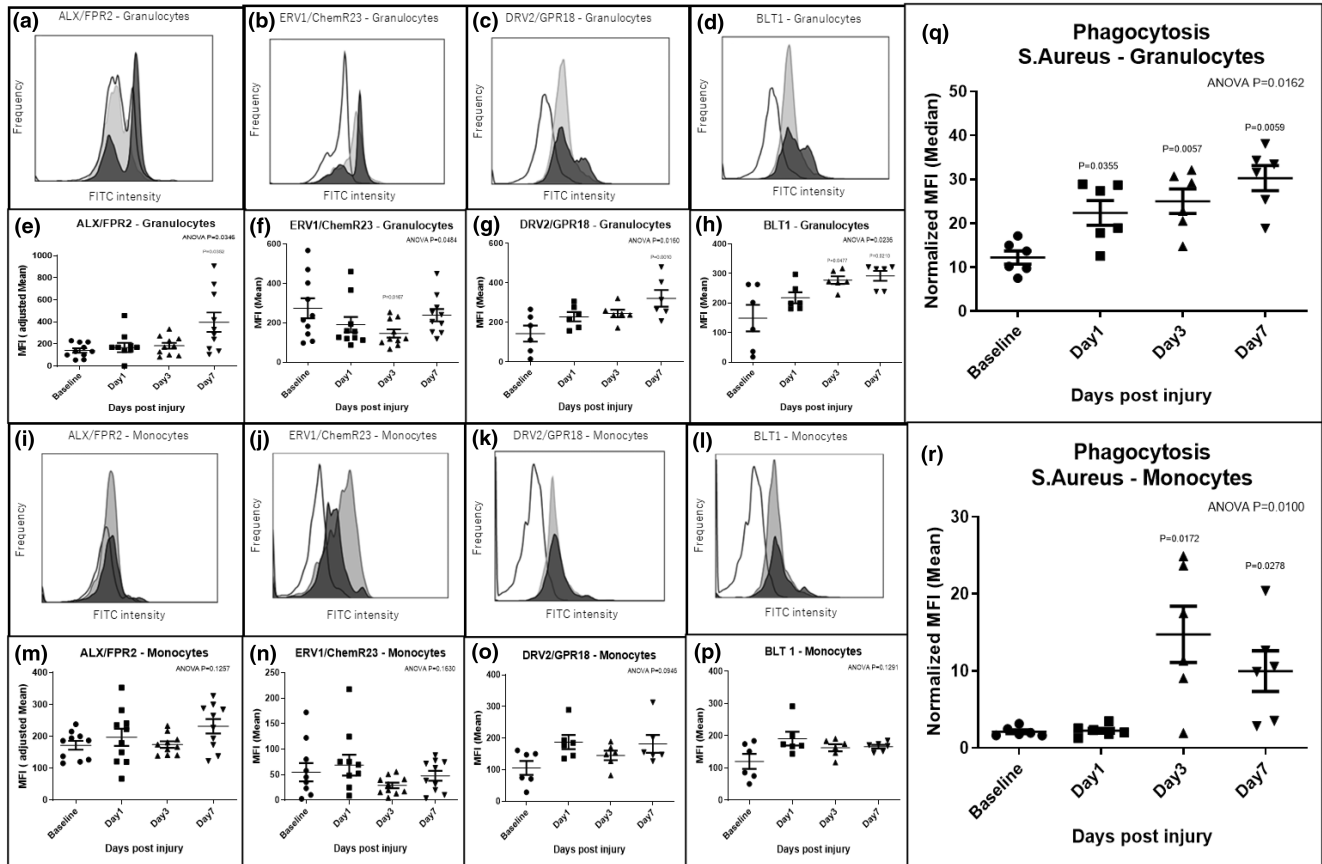 (a) ALX/FPR2 - Granulocytes
Frequency
FITC intensity
(b) ERV1/ChemR23 - Granulocytes
Frequency
FITC intensity
(c) DRV2/GPR18 - Granulocytes
Frequency
FITC intensity
(d) BLT1 - Granulocytes
Frequency
FITC intensity
(e) ALX/FPR2 - Granulocytes
ANOVA P=0.0346
MFI ( adjusted Mean)
1000
800
600
400
200
0
Baseline
Day1
Day3
Day7
Days post injury
(f) ERV1/ChemR23 - Granulocytes
ANOVA P=0.0484
P=0.0167
MFI (Mean)
600
400
200
0
Baseline
Day1
Day3
Day7
Days post injury
(g) DRV2/GPR18 - Granulocytes
ANOVA P=0.0160
MFI (Mean)
600
400
200
0
Baseline
Day1
Day3
Day7
Days post injury
(h) BLT1 - Granulocytes
ANOVA P=0.0236
P=0.0477
P=0.0210
MFI (Mean)
400
300
200
100
0
Baseline
Day1
Day3
Day7
Days post injury
(i) ALX/FPR2 - Monocytes
Frequency
FITC intensity
(j) ERV1/ChemR23 - Monocytes
Frequency
FITC intensity
(k) DRV2/GPR18 - Monocytes
Frequency
FITC intensity
(l) BLT1 - Monocytes
Frequency
FITC intensity
(m) ALX/FPR2 - Monocytes
ANOVA P=0.1257
MFI ( adjusted Mean)
400
300
200
100
0
Baseline
Day1
Day3
Day7
Days post injury
(n) ERV1/ChemR23 - Monocytes
ANOVA P=0.1630
MFI (Mean)
250
200
150
100
50
0
Baseline
Day1
Day3
Day7
Days post injury
(o) DRV2/GPR18 - Monocytes
ANOVA P=0.0945
MFI (Mean)
400
300
200
100
0
Baseline
Day1
Day3
Day7
Days post injury
(p) BLT 1 - Monocytes
ANOVA P=0.1291
MFI (Mean)
400
300
200
100
0
Baseline
Day1
Day3
Day7
Days post injury
(q) Phagocytosis
S.Aureus - Granulocytes
ANOVA P=0.0162
P=0.0355
P=0.0057
P=0.0059
Normalized MFI (Median)
50
40
30
20
10
0
Baseline
Day1
Day3
Day7
Days post injury
(r) Phagocytosis
S.Aureus - Monocytes
ANOVA P=0.0100
P=0.0172
P=0.0278
Normalized MFI (Mean)
30
20
10
0
Baseline
Day1
Day3
Day7
Days post injury